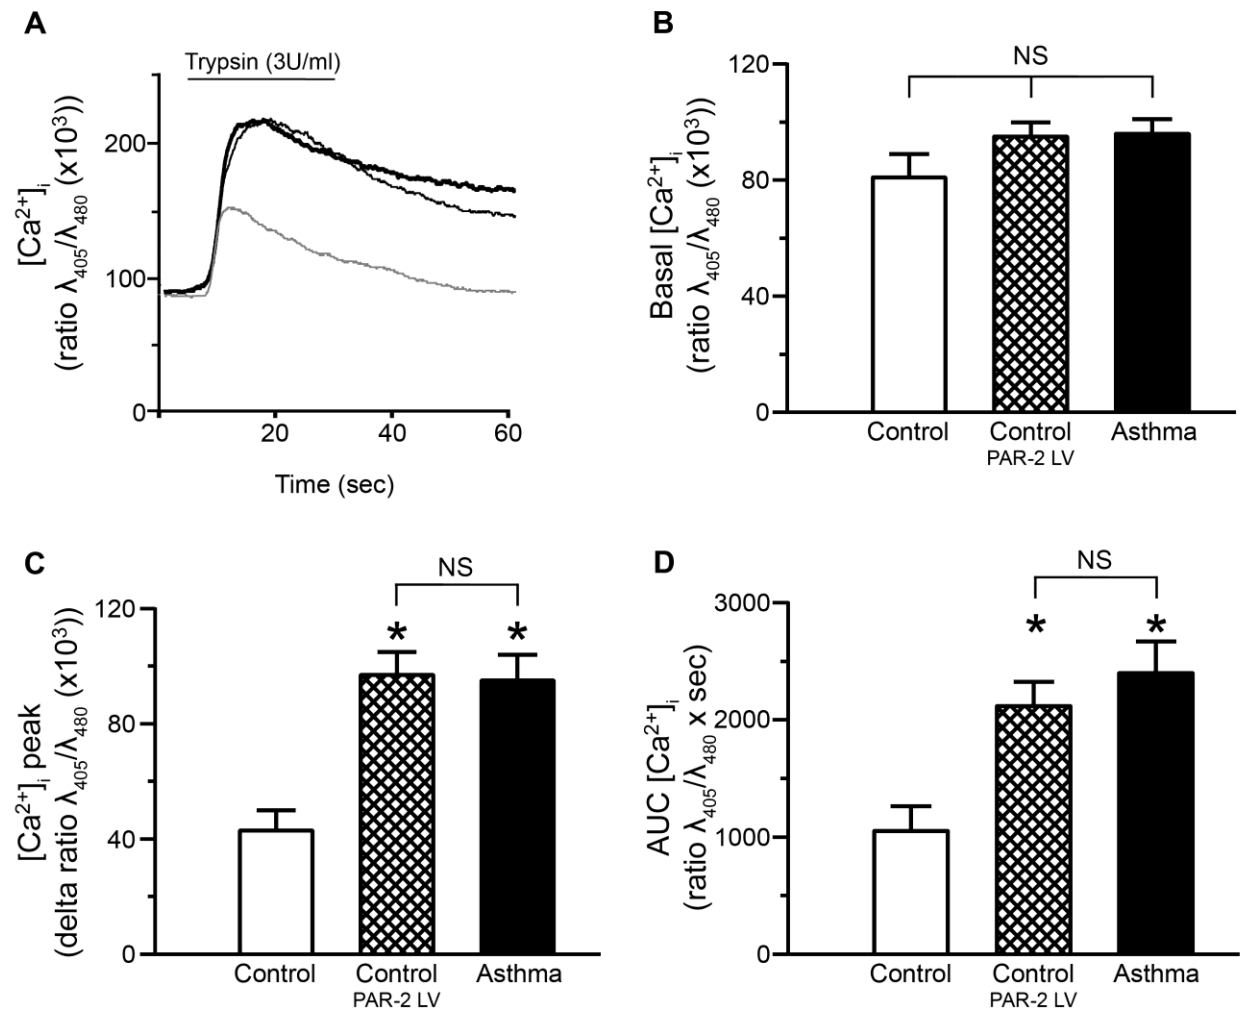 A
Trypsin (3U/ml)
[Ca²⁺]ᵢ
(ratio λ₄₀₅/λ₄₈₀ (x10³))
200
100
0
20
40
60
Time (sec)
B
NS
Basal [Ca²⁺]ᵢ
(ratio λ₄₀₅/λ₄₈₀ (x10³))
120
80
40
0
Control
Control
PAR-2 LV
Asthma
C
NS
[Ca²⁺]ᵢ peak
(delta ratio λ₄₀₅/λ₄₈₀ (x10³))
120
80
40
0
* *
Control
Control
PAR-2 LV
Asthma
D
NS
AUC [Ca²⁺]ᵢ
(ratio λ₄₀₅/λ₄₈₀ x sec)
3000
2000
1000
0
* *
Control
Control
PAR-2 LV
Asthma